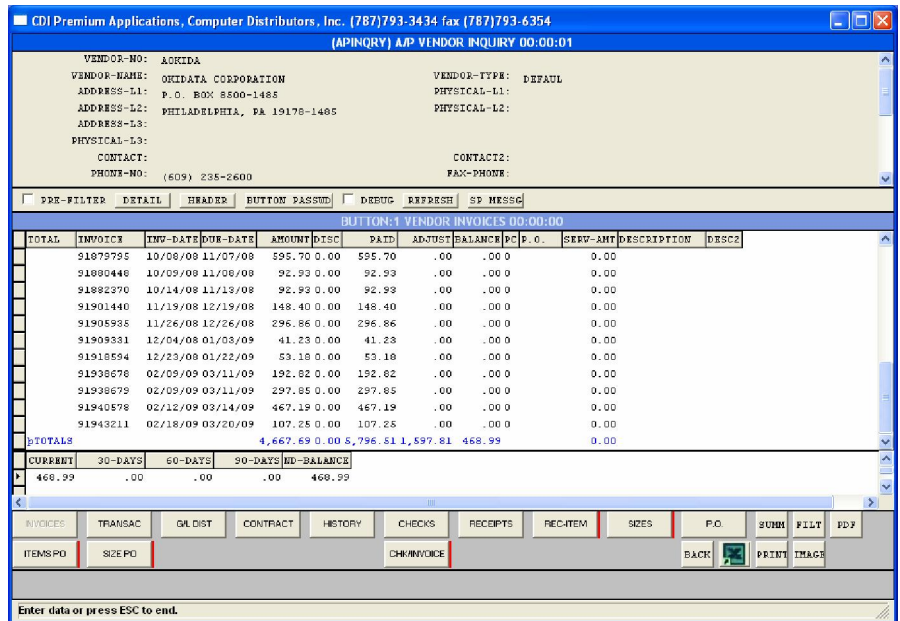 CDI Premium Applications, Computer Distributors, Inc. (787)793-3434 fax (787)793-6354
(APINQRY) A/P VENDOR INQUIRY 00:00:01
VENDOR-NO: AOKIDA
VENDOR-NAME: OKIDATA CORPORATION VENDOR-TYPE: DEFAUL
ADDRESS-L1: P.O. BOX 8500-1485 PHYSICAL-L1:
ADDRESS-L2: PHILADELPHIA, PA 19178-1485 PHYSICAL-L2:
ADDRESS-L3:
PHYSICAL-L3:
CONTACT: CONTACT2:
PHONE-NO: (609) 235-2600 FAX-PHONE:
PRE-FILTER DETAIL HEADER BUTTON PASSWD DEBUG REFRESH SP MESSG
BUTTON:1 VENDOR INVOICES 00:00:00
TOTAL INVOICE INV-DATE DUE-DATE AMOUNT DISC PAID ADJUST BALANCE PC P.O. SERV-AMT DESCRIPTION DESC2
91879795 10/08/08 11/07/08 595.70 0.00 595.70 .00 .00 0 0.00
91880448 10/09/08 11/08/08 92.93 0.00 92.93 .00 .00 0 0.00
91882370 10/14/08 11/13/08 92.93 0.00 92.93 .00 .00 0 0.00
91901440 11/19/08 12/19/08 148.40 0.00 148.40 .00 .00 0 0.00
91905935 11/26/08 12/26/08 296.86 0.00 296.86 .00 .00 0 0.00
91909331 12/04/08 01/03/09 41.23 0.00 41.23 .00 .00 0 0.00
91918594 12/23/08 01/22/09 53.18 0.00 53.18 .00 .00 0 0.00
91938678 02/09/09 03/11/09 192.82 0.00 192.82 .00 .00 0 0.00
91938679 02/09/09 03/11/09 297.85 0.00 297.85 .00 .00 0 0.00
91940578 02/12/09 03/14/09 467.19 0.00 467.19 .00 .00 0 0.00
91943211 02/18/09 03/20/09 107.25 0.00 107.25 .00 .00 0 0.00
pTOTALS 4,667.69 0.00 5,796.51 1,597.81 468.99 0.00
CURRENT 30-DAYS 60-DAYS 90-DAYS ND-BALANCE
468.99 .00 .00 .00 468.99
INVOICES TRANSAC G/L DIST CONTRACT HISTORY CHECKS RECEIPTS REC-ITEM SIZES P.O. SUMM FILT PDF
ITEMS PO SIZE PO CHK/INVOICE BACK PRINT IMAGE
Enter data or press ESC to end.